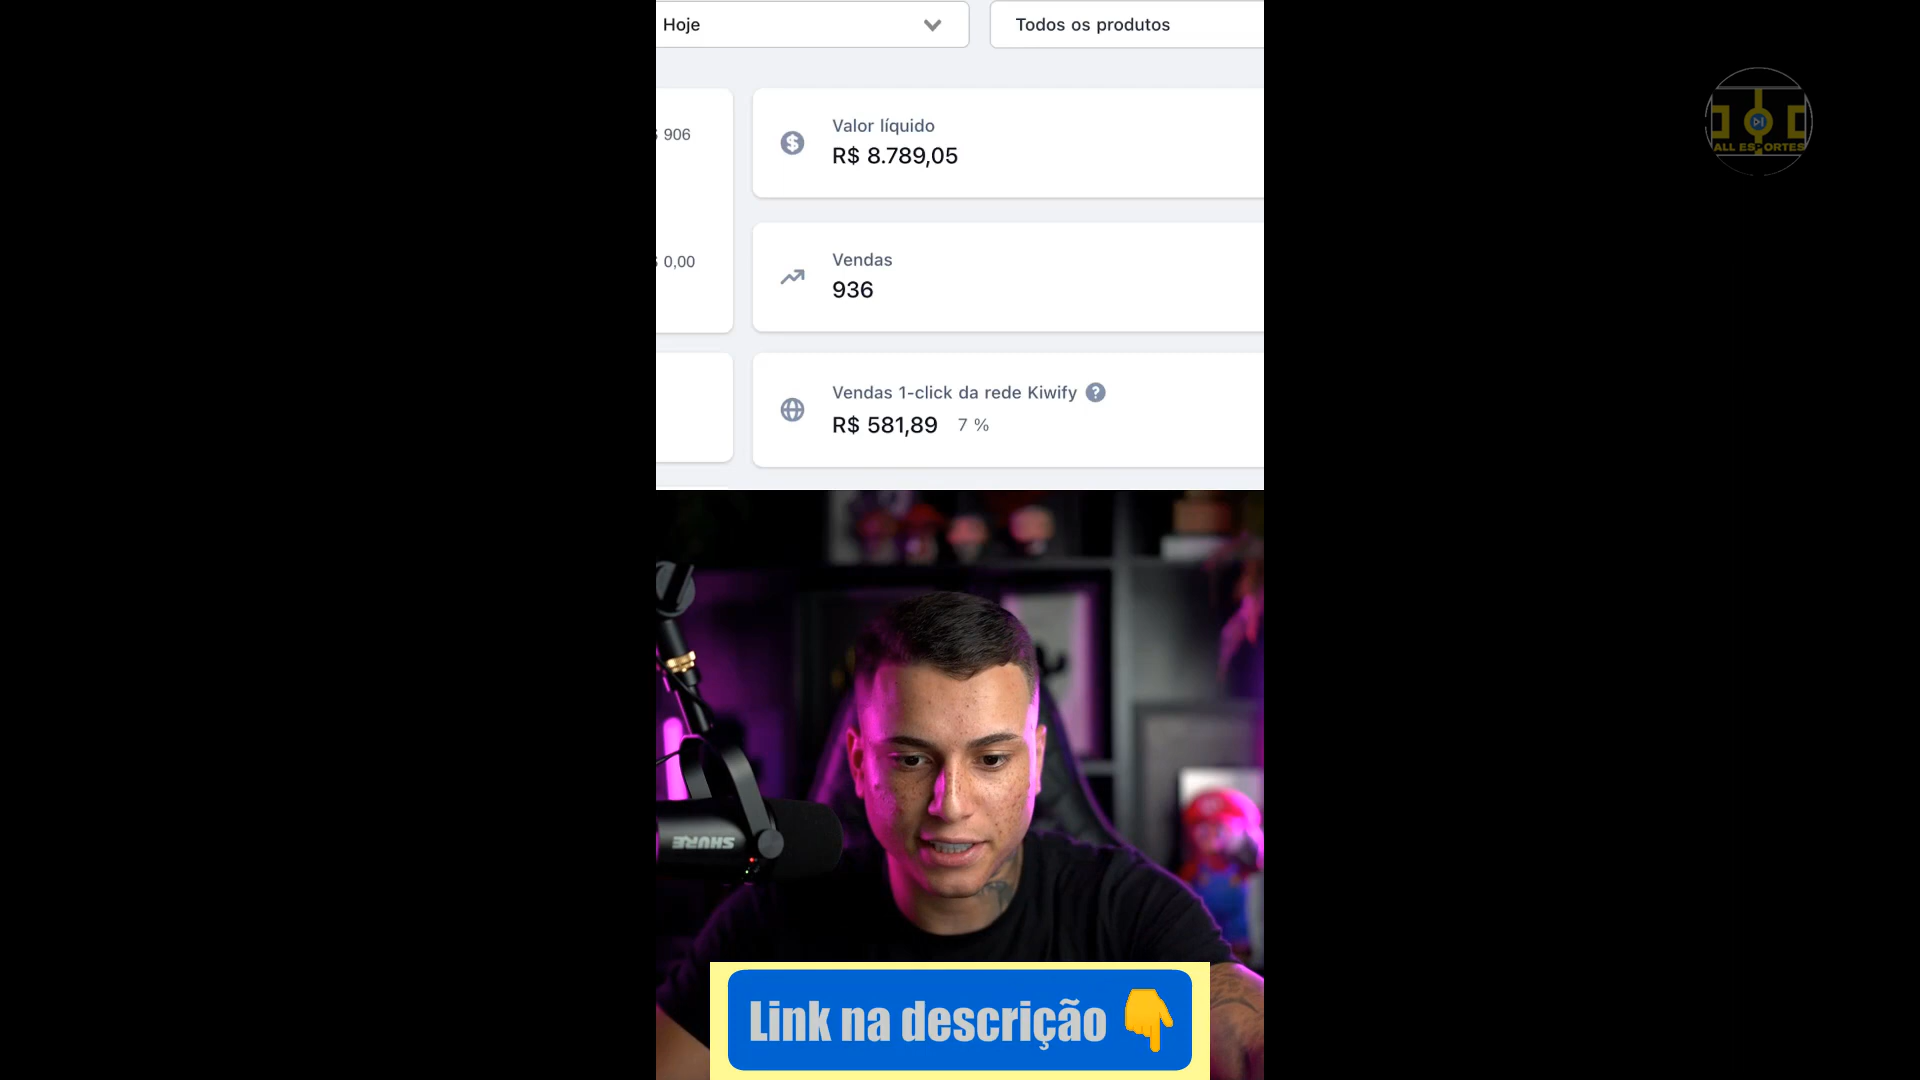 Hoje
Todos os produtos
906
Valor líquido
R$ 8.789,05
ALL ESPORTES
Vendas
936
0,00
Vendas 1-click da rede Kiwify ?
R$ 581,89 7 %
SHURE
Link na descrição